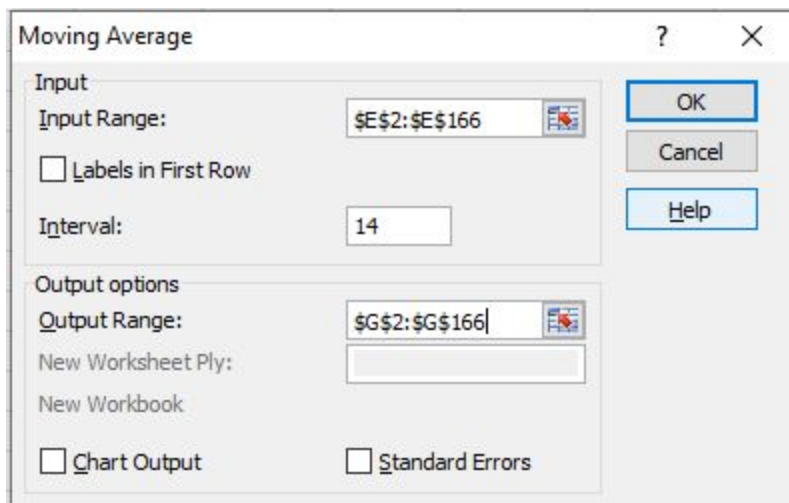 Moving Average ? X
Input
Input Range: $E$2:$E$166
Labels in First Row
Interval: 14
OK
Cancel
Help
Output options
Output Range: $G$2:$G$166
New Worksheet Ply:
New Workbook
Chart Output Standard Errors